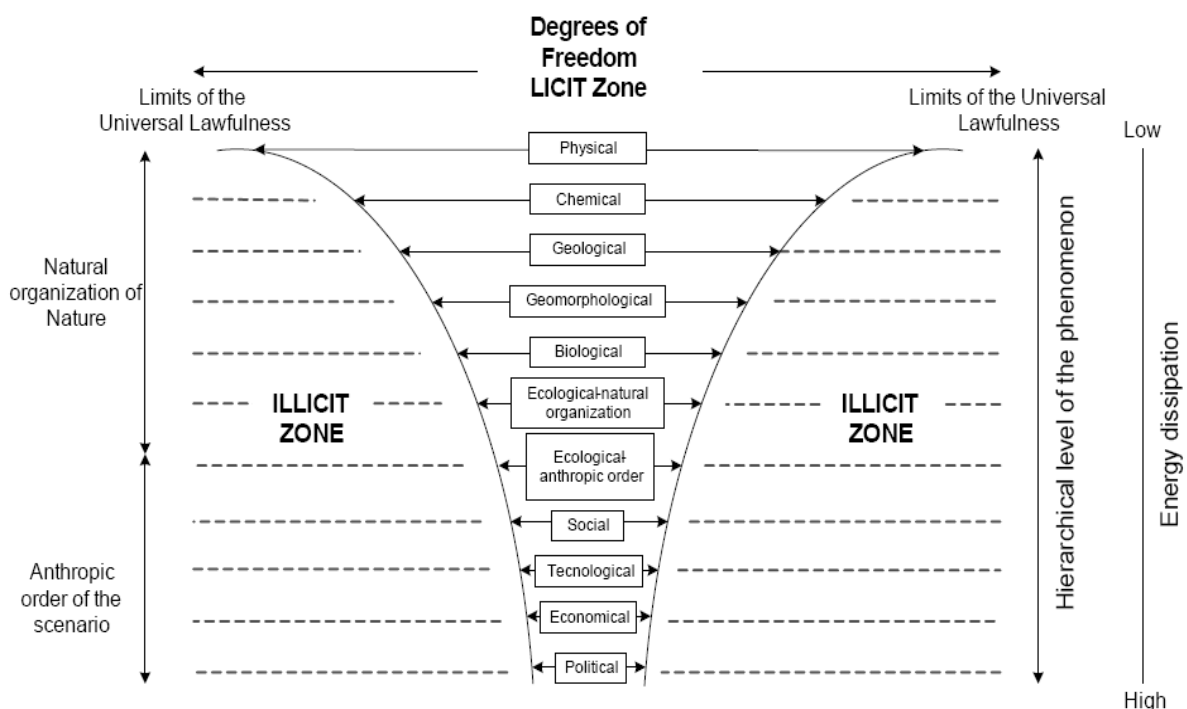 Degrees of
Freedom
LICIT Zone
Limits of the
Universal Lawfulness
Limits of the Universal
Lawfulness
Low
Physical
Chemical
Geological
Natural
organization of
Nature
Geomorphological
Biological
Ecological-natural
organization
ILLICIT
ZONE
ILLICIT
ZONE
Ecological-
anthropic order
Social
Anthropic
order of the
scenario
Tecnological
Economical
Political
Hierarchical level of the phenomenon
Energy dissipation
High